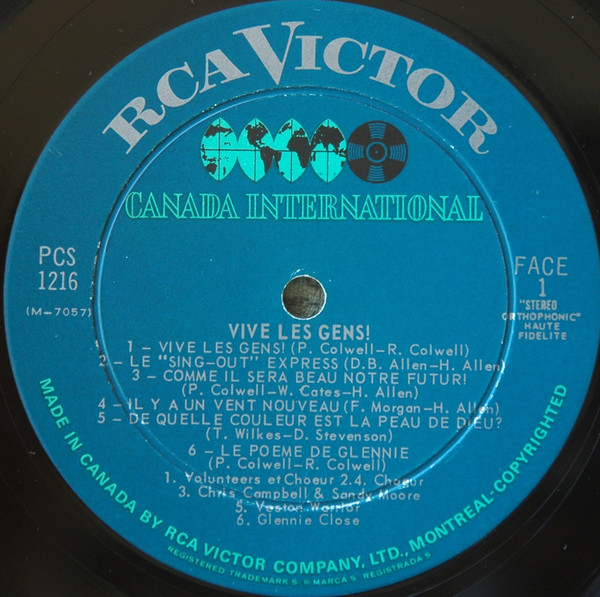 RCA VICTOR
CANADA INTERNATIONAL
PCS
1216
(M-7057)
FACE
1
"STEREO
ORTHOPHONIC"
HAUTE
FIDELITE
VIVE LES GENS!
1 - VIVE LES GENS! (P. Colwell-R. Colwell)
2 - LE "SING-OUT" EXPRESS (D.B. Allen-H. Allen)
3 - COMME IL SERA BEAU NOTRE FUTUR!
(P. Colwell-W. Cates-H. Allen)
4 - IL Y A UN VENT NOUVEAU (F. Morgan-H. Allen)
5 - DE QUELLE COULEUR EST LA PEAU DE DIEU?
(T. Wilkes-D. Stevenson)
6 - LE POEME DE GLENNIE
(P. Colwell-R. Colwell)
1. Volunteers et Choeur 2.4. Chœur
3. Chris Campbell & Sandy Moore
5. Warrior
6. Glennie Close
MADE IN CANADA BY RCA VICTOR COMPANY, LTD., MONTREAL-COPYRIGHTED
REGISTERED TRADEMARKS ® MARCAS REGISTRADAS